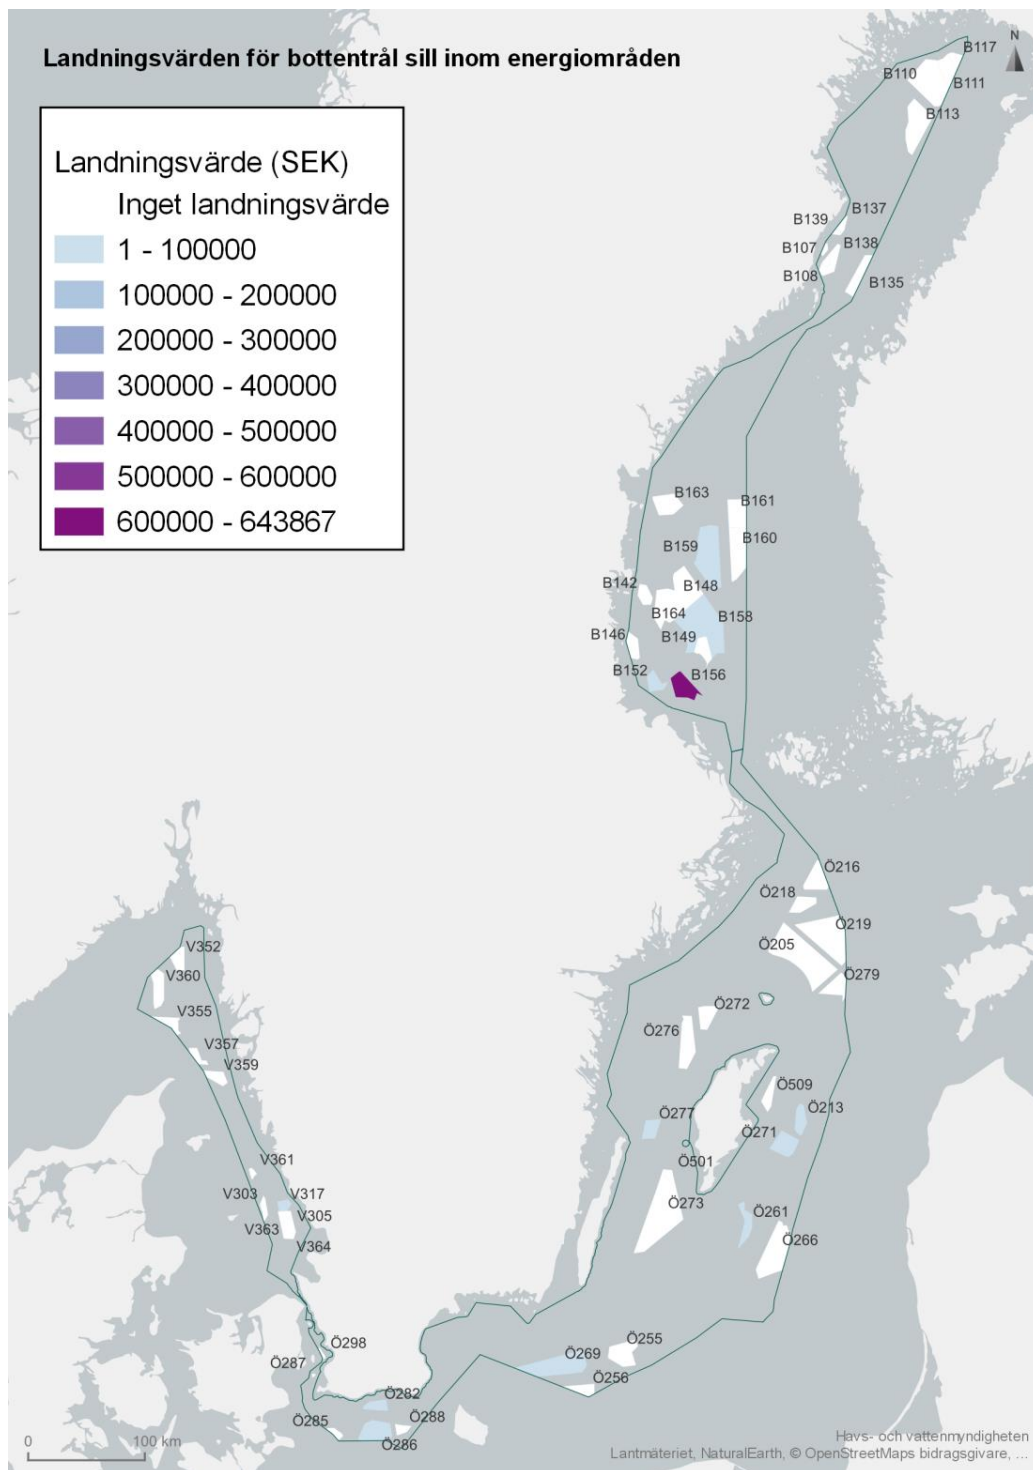 Landningsvärden för bottentrål sill inom energiområden
N
Landningsvärde (SEK)
Inget landningsvärde
1 - 100000
100000 - 200000
200000 - 300000
300000 - 400000
400000 - 500000
500000 - 600000
600000 - 643867
B117
B110
B111
B113
B137
B139
B138
B107
B108
B135
B163
B161
B159
B160
B142
B148
B164
B158
B146
B149
B152
B156
Ö216
Ö218
Ö219
Ö205
Ö279
V352
V360
V355
V357
V359
Ö272
Ö276
Ö509
Ö213
Ö277
Ö271
Ö501
V361
V303
V317
V305
V363
V364
Ö273
Ö261
Ö266
Ö298
Ö287
Ö255
Ö269
Ö256
Ö282
Ö285
Ö288
Ö286
0 100 km
Havs- och vattenmyndigheten
Lantmäteriet, NaturalEarth, © OpenStreetMaps bidragsgivare, ...